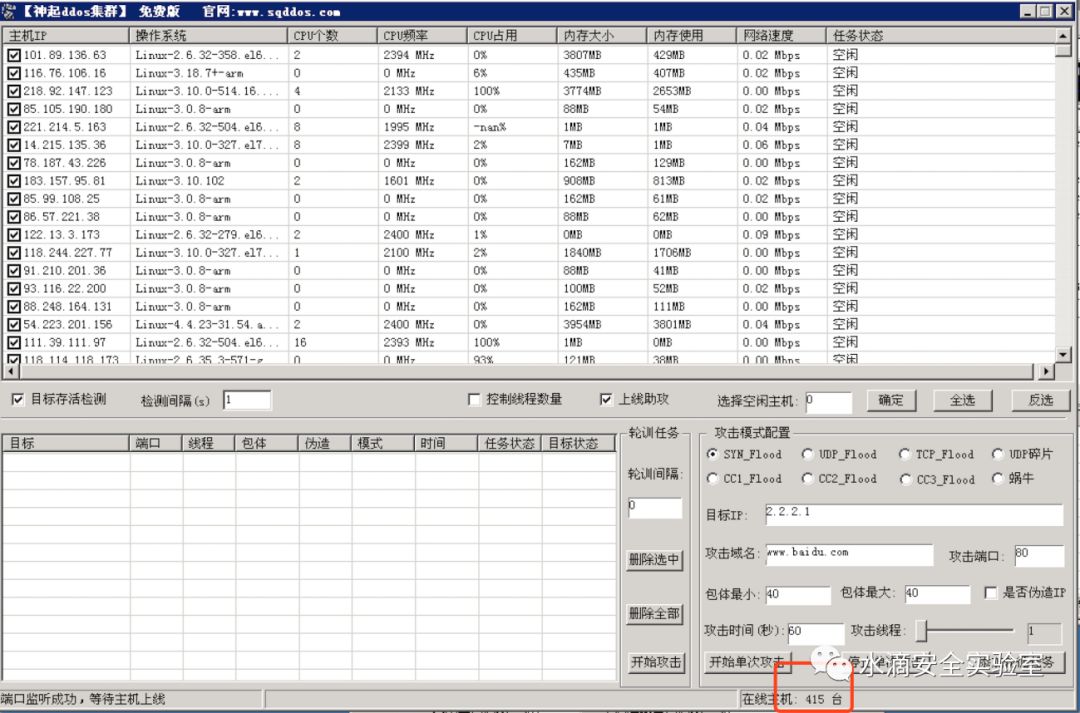 【神起ddos集群】 免费版 官网:www.sqddos.com
主机IP 操作系统 CPU个数 CPU频率 CPU占用 内存大小 内存使用 网络速度 任务状态
101.89.136.63 Linux-2.6.32-358.el6... 2 2394 MHz 0% 3807MB 429MB 0.02 Mbps 空闲
116.76.106.16 Linux-3.18.7+-arm 0 0 MHz 6% 435MB 407MB 0.02 Mbps 空闲
218.92.147.123 Linux-3.10.0-514.16.... 4 2133 MHz 100% 3774MB 2653MB 0.00 Mbps 空闲
85.105.190.180 Linux-3.0.8-arm 0 0 MHz 0% 88MB 54MB 0.02 Mbps 空闲
221.214.5.163 Linux-2.6.32-504.el6... 8 1995 MHz -nan% 1MB 1MB 0.04 Mbps 空闲
14.215.135.36 Linux-3.10.0-327.el7... 8 2399 MHz 2% 7MB 1MB 0.06 Mbps 空闲
78.187.43.226 Linux-3.0.8-arm 0 0 MHz 0% 162MB 129MB 0.00 Mbps 空闲
183.157.95.81 Linux-3.10.102 2 1601 MHz 0% 908MB 813MB 0.02 Mbps 空闲
85.99.108.25 Linux-3.0.8-arm 0 0 MHz 0% 162MB 61MB 0.02 Mbps 空闲
86.57.221.38 Linux-3.0.8-arm 0 0 MHz 0% 88MB 62MB 0.00 Mbps 空闲
122.13.3.173 Linux-2.6.32-279.el6... 2 2400 MHz 1% 0MB 0MB 0.09 Mbps 空闲
118.244.227.77 Linux-3.10.0-327.el7... 1 2100 MHz 2% 1840MB 1706MB 0.00 Mbps 空闲
91.210.201.36 Linux-3.0.8-arm 0 0 MHz 0% 88MB 41MB 0.00 Mbps 空闲
93.116.22.200 Linux-3.0.8-arm 0 0 MHz 0% 100MB 52MB 0.02 Mbps 空闲
88.248.164.131 Linux-3.0.8-arm 0 0 MHz 0% 162MB 111MB 0.00 Mbps 空闲
54.223.201.156 Linux-4.4.23-31.54.a... 2 2400 MHz 0% 3954MB 3801MB 0.04 Mbps 空闲
111.39.111.97 Linux-2.6.32-504.el6... 16 2393 MHz 100% 1MB 0MB 0.00 Mbps 空闲
118.114.118.173 Linux-2.6.35.3-571-g... 0 0 MHz 93% 121MB 38MB 0.00 Mbps 空闲
目标存活检测 检测间隔(s) 1 控制线程数量 上线助攻 选择空闲主机: 0 确定 全选 反选
目标 端口 线程 包体 伪造 模式 时间 任务状态 目标状态
轮训任务
轮训间隔:
0
删除选中
删除全部
开始攻击
攻击模式配置
SYN_Flood UDP_Flood TCP_Flood UDP碎片
CC1_Flood CC2_Flood CC3_Flood 蜗牛
目标IP: 2.2.2.1
攻击域名: www.baidu.com 攻击端口: 80
包体最小: 40 包体最大: 40 是否伪造IP
攻击时间(秒): 60 攻击线程: 1
开始单次攻击
水滴安全实验室
端口监听成功，等待主机上线 在线主机: 415 台